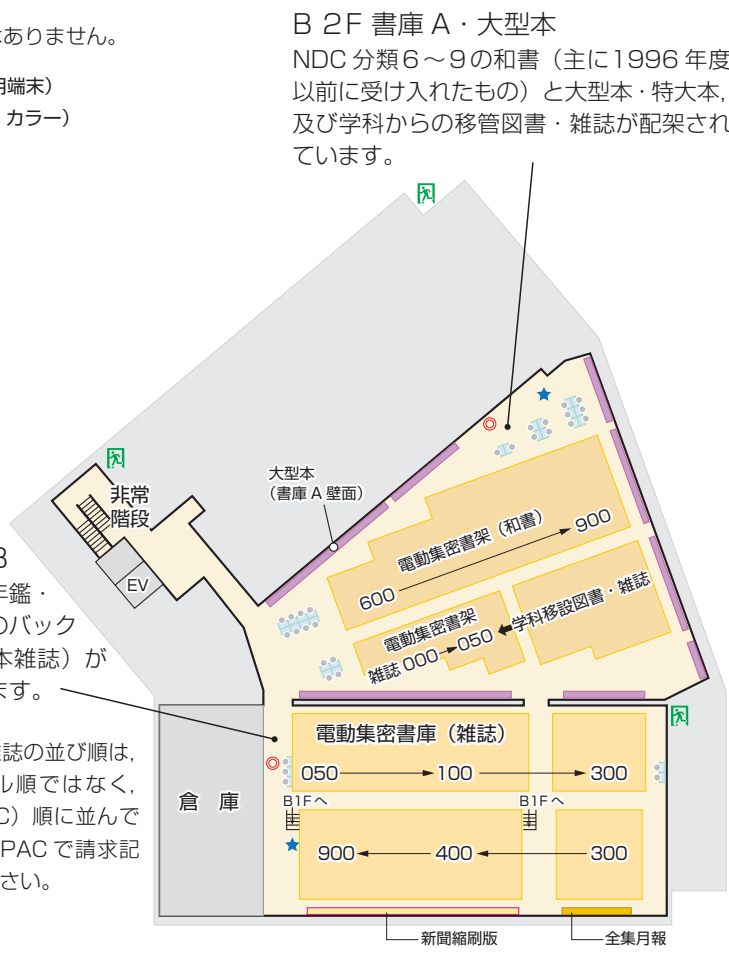 はありません。
用端末）
カラー）
B 2F 書庫 A・大型本
NDC 分類６〜９の和書（主に1996 年度
以前に受け入れたもの）と大型本・特大本，
及び学科からの移管図書・雑誌が配架され
ています。
大型本
（書庫 A 壁面）
非常
階段
EV
電動集密書架（和書）
600
900
電動集密書架
雑誌 000
050
学科移設図書・雑誌
B
年鑑・
のバック
本雑誌）が
ます。
雑誌の並び順は，
ル順ではなく，
C）順に並んで
PAC で請求記
さい。
倉 庫
電動集密書庫（雑誌）
050
100
300
B1Fへ
B1Fへ
900
400
300
新聞縮刷版
全集月報